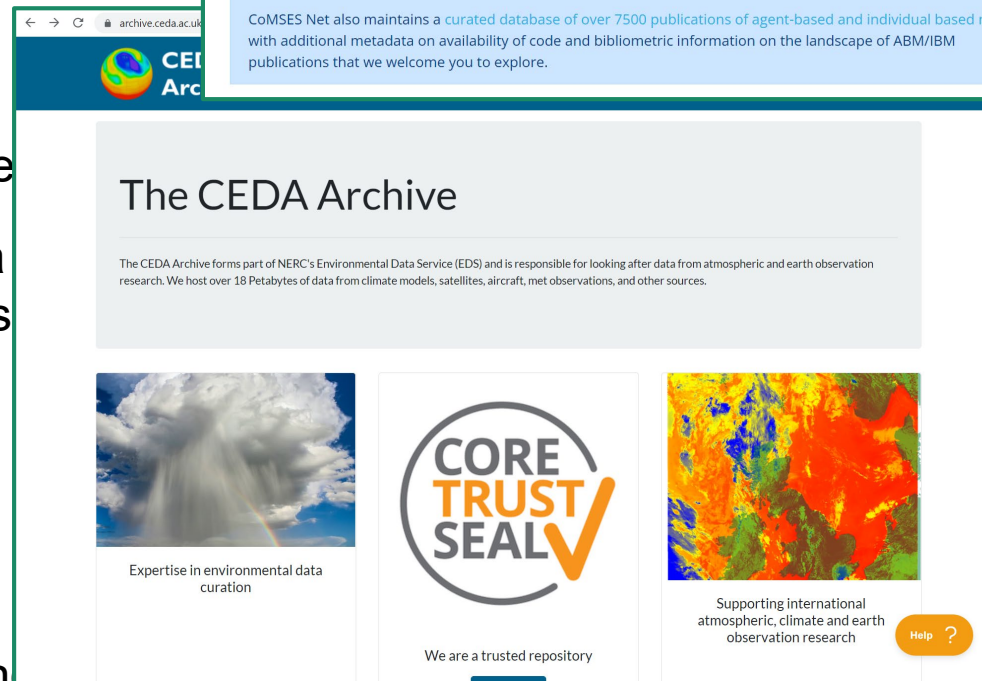 CoMSES Net also maintains a curated database of over 7500 publications of agent-based and individual based
with additional metadata on availability of code and bibliometric information on the landscape of ABM/IBM
publications that we welcome you to explore.
archive.ceda.ac.uk
The CEDA Archive
The CEDA Archive forms part of NERC's Environmental Data Service (EDS) and is responsible for looking after data from atmospheric and earth observation
research. We host over 18 Petabytes of data from climate models, satellites, aircraft, met observations, and other sources.
CORE
TRUST
SEAL
Expertise in environmental data
curation
We are a trusted repository
Supporting international
atmospheric, climate and earth
observation research
Help ?